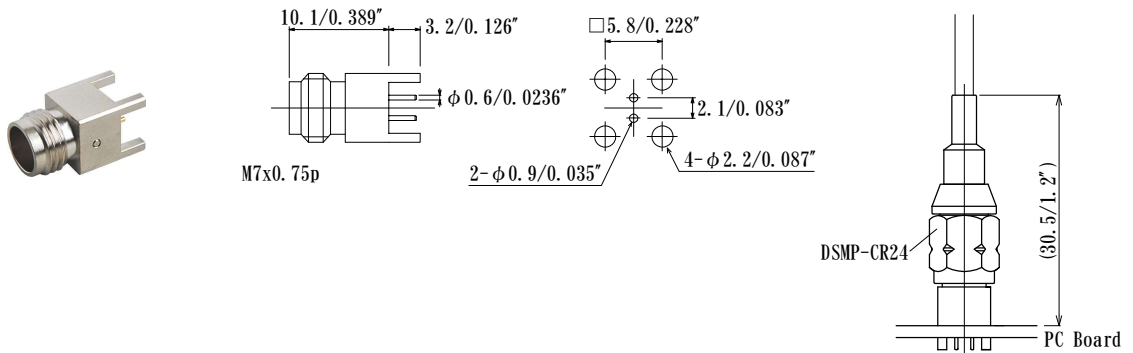 10.1/0.389″
3.2/0.126″
φ0.6/0.0236″
M7x0.75p
□5.8/0.228″
2.1/0.083″
2-φ0.9/0.035″
4-φ2.2/0.087″
DSMP-CR24
(30.5/1.2″)
PC Board